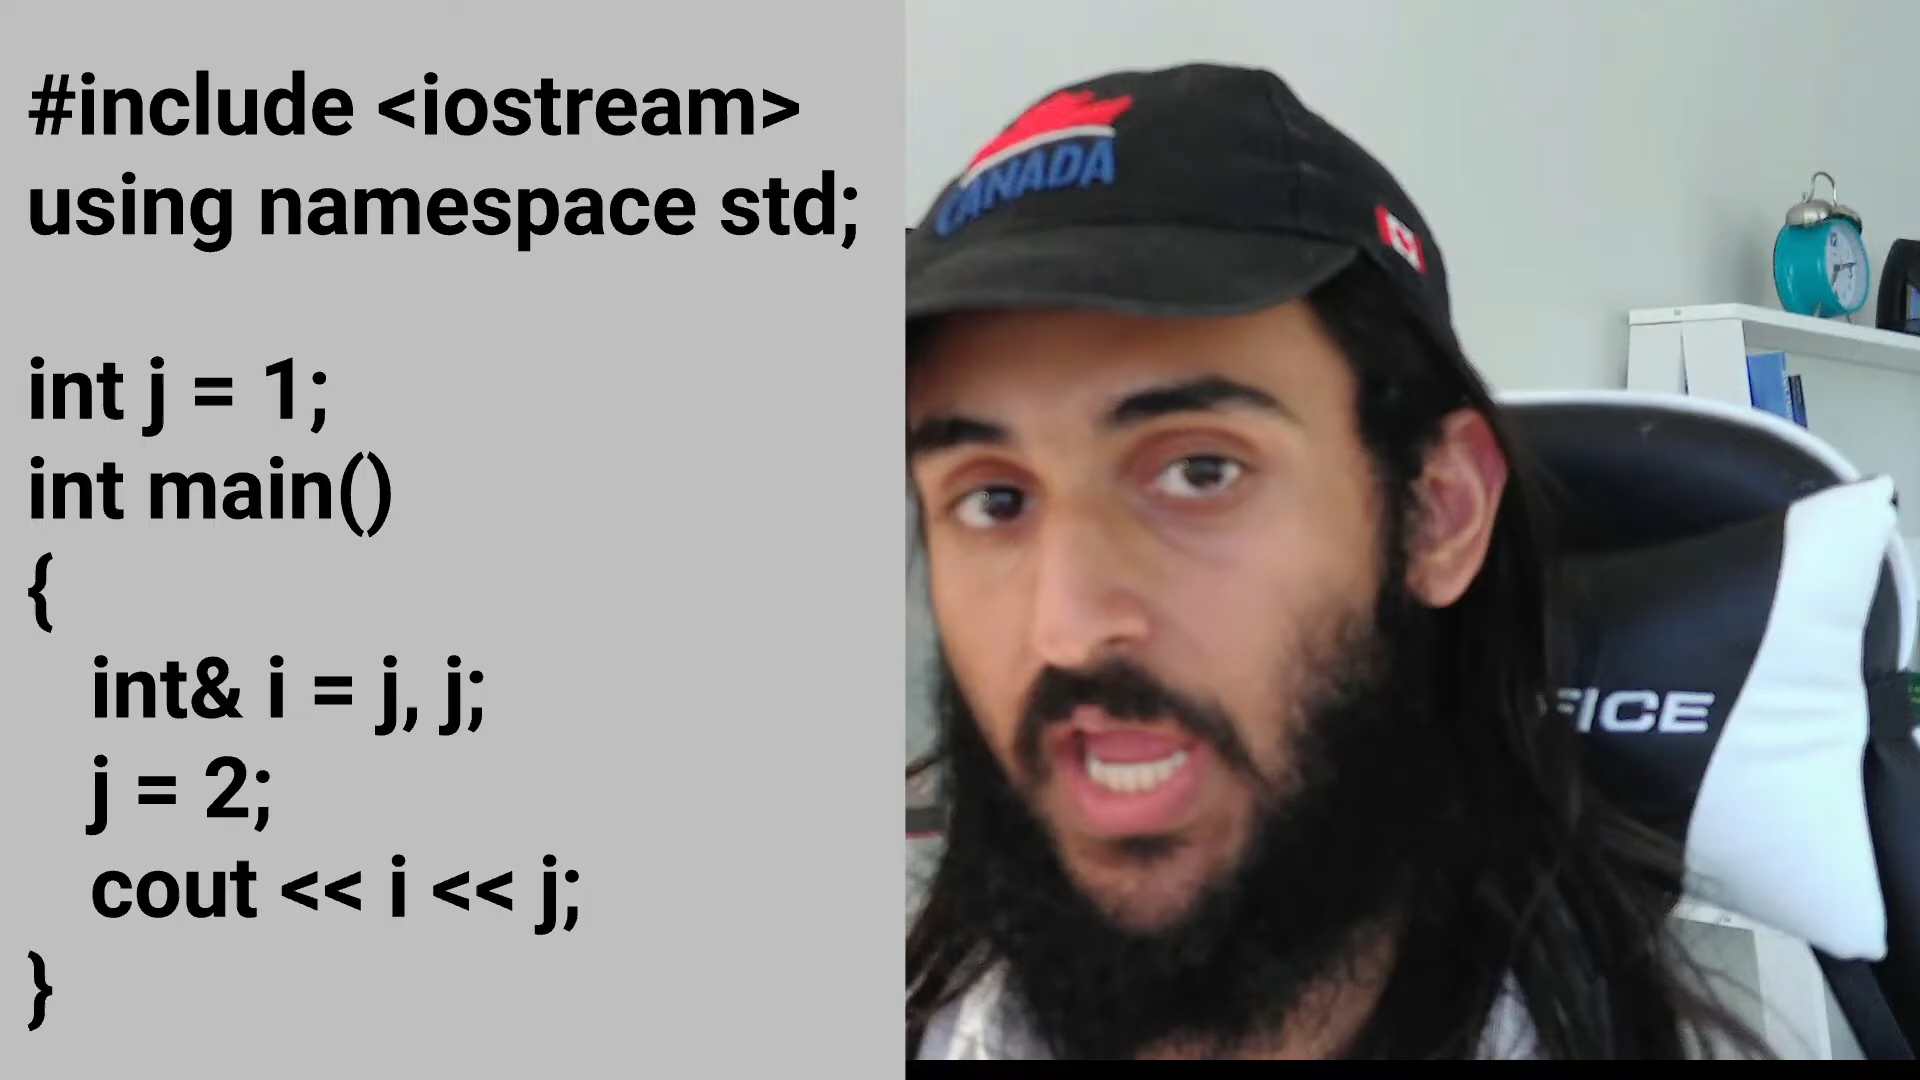 #include <iostream>
using namespace std;
int j = 1;
int main()
{
int& i = j, j;
j = 2;
cout << i << j;
}
CANADA
FICE